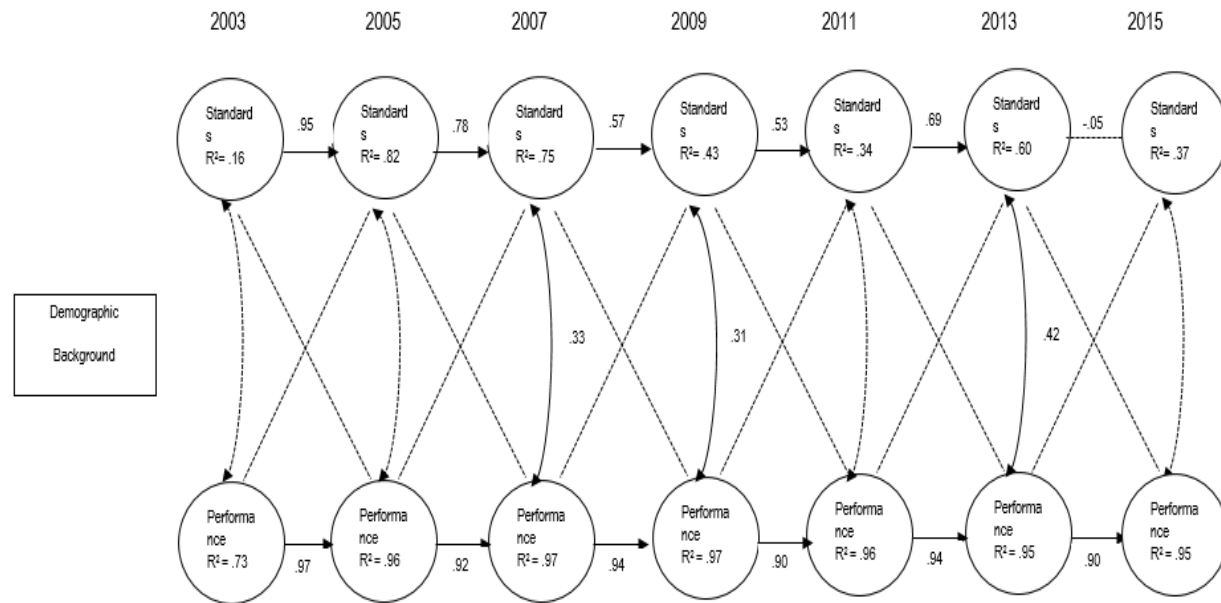 2003 2005 2007 2009 2011 2013 2015
Standard
s
R²= .16
.95
Standard
s
R²= .82
.78
Standard
s
R²= .75
.57
Standard
s
R²= .43
.53
Standard
s
R²= .34
.69
Standard
s
R²= .60
-.05
Standard
s
R²= .37
Demographic
Background
.33
.31
.42
Performa
nce
R² = .73
.97
Performa
nce
R² = .96
.92
Performa
nce
R² = .97
.94
Performa
nce
R² = .97
.90
Performa
nce
R² = .96
.94
Performa
nce
R² = .95
.90
Performa
nce
R² = .95